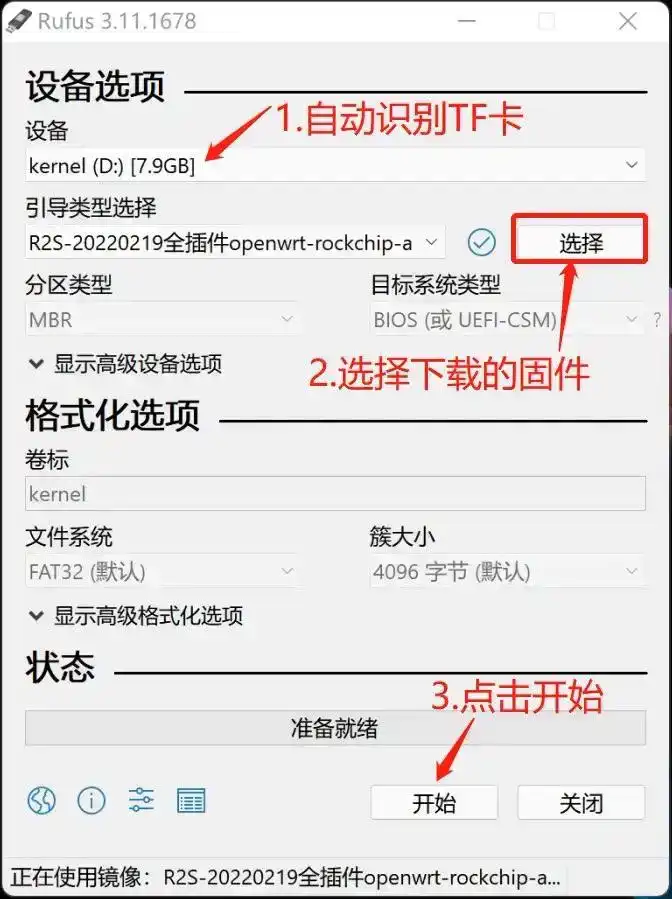 Rufus 3.11.1678
设备选项
1.自动识别TF卡
设备
kernel (D:) [7.9GB]
引导类型选择
R2S-20220219全插件openwrt-rockchip-a
选择
分区类型
目标系统类型
MBR
BIOS (或 UEFI-CSM)
?
显示高级设备选项
2.选择下载的固件
格式化选项
卷标
kernel
文件系统
簇大小
FAT32 (默认)
4096 字节 (默认)
显示高级格式化选项
状态
3.点击开始
准备就绪
开始
关闭
正在使用镜像：R2S-20220219全插件openwrt-rockchip-a...